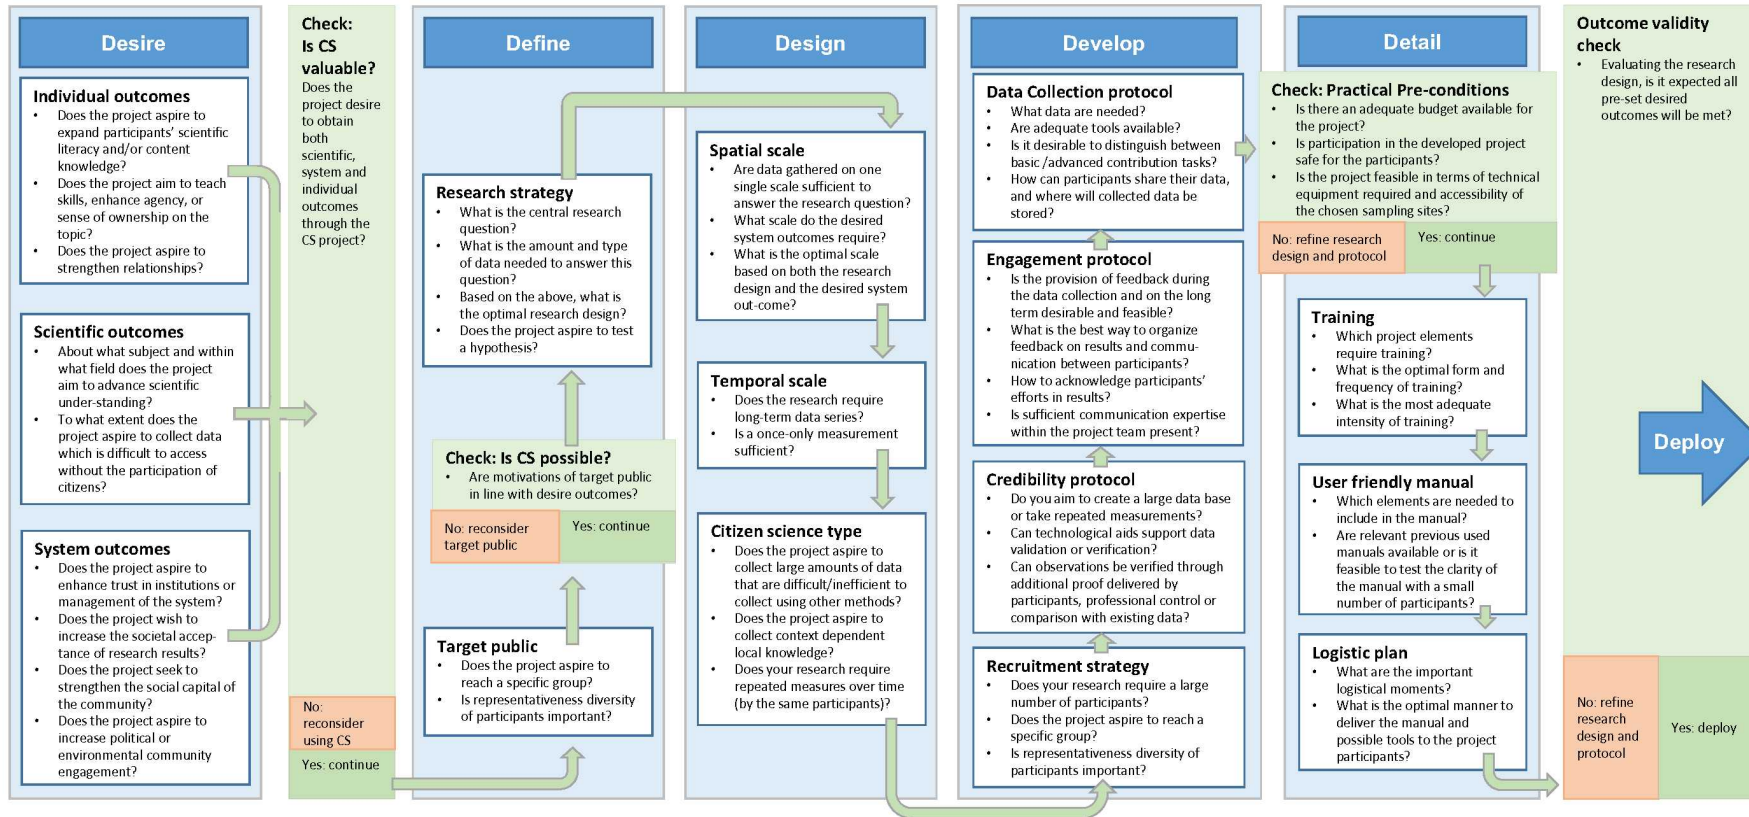 Desire
Individual outcomes
• Does the project aspire to
expand participants' scientific
literacy and/or content
knowledge?
• Does the project aim to teach
skills, enhance agency, or
sense of ownership on the
topic?
• Does the project aspire to
strengthen relationships?
Scientific outcomes
• About what subject and within
what field does the project
aim to advance scientific
under-standing?
• To what extent does the
project aspire to collect data
which is difficult to access
without the participation of
citizens?
System outcomes
• Does the project aspire to
enhance trust in institutions or
management of the system?
• Does the project wish to
increase the societal accep-
tance of research results?
• Does the project seek to
strengthen the social capital of
the community?
• Does the project aspire to
increase political or
environmental community
engagement?
Check:
Is CS
valuable?
Does the
project desire
to obtain
both
scientific,
system and
individual
outcomes
through the
CS project?
No:
reconsider
using CS
Yes: continue
Define
Research strategy
• What is the central research
question?
• What is the amount and type
of data needed to answer this
question?
• Based on the above, what is
the optimal research design?
• Does the project aspire to test
a hypothesis?
Check: Is CS possible?
• Are motivations of target public
in line with desire outcomes?
No: reconsider
target public
Yes: continue
Target public
• Does the project aspire to
reach a specific group?
• Is representativeness diversity
of participants important?
Design
Spatial scale
• Are data gathered on one
single scale sufficient to
answer the research question?
• What scale do the desired
system outcomes require?
• What is the optimal scale
based on both the research
design and the desired system
out-come?
Temporal scale
• Does the research require
long-term data series?
• Is a once-only measurement
sufficient?
Citizen science type
• Does the project aspire to
collect large amounts of data
that are difficult/inefficient to
collect using other methods?
• Does the project aspire to
collect context dependent
local knowledge?
• Does your research require
repeated measures over time
(by the same participants)?
Develop
Data Collection protocol
• What data are needed?
• Are adequate tools available?
• Is it desirable to distinguish between
basic/advanced contribution tasks?
• How can participants share their data,
and where will collected data be
stored?
Engagement protocol
• Is the provision of feedback during
the data collection and on the long
term desirable and feasible?
• What is the best way to organize
feedback on results and commu-
nication between participants?
• How to acknowledge participants'
efforts in results?
• Is sufficient communication expertise
within the project team present?
Credibility protocol
• Do you aim to create a large data base
or take repeated measurements?
• Can technological aids support data
validation or verification?
• Can observations be verified through
additional proof delivered by
participants, professional control or
comparison with existing data?
Recruitment strategy
• Does your research require a large
number of participants?
• Does the project aspire to reach a
specific group?
• Is representativeness diversity of
participants important?
Detail
Check: Practical Pre-conditions
• Is there an adequate budget available for
the project?
• Is participation in the developed project
safe for the participants?
• Is the project feasible in terms of technical
equipment required and accessibility of
the chosen sampling sites?
No: refine research
design and protocol
Yes: continue
Training
• Which project elements
require training?
• What is the optimal form and
frequency of training?
• What is the most adequate
intensity of training?
User friendly manual
• Which elements are needed to
include in the manual?
• Are relevant previous used
manuals available or is it
feasible to test the clarity of
the manual with a small
number of participants?
Logistic plan
• What are the important
logistical moments?
• What is the optimal manner to
deliver the manual and
possible tools to the project
participants?
Outcome validity
check
• Evaluating the research
design, is it expected all
pre-set desired
outcomes will be met?
Deploy
No: refine
research
design and
protocol
Yes: deploy